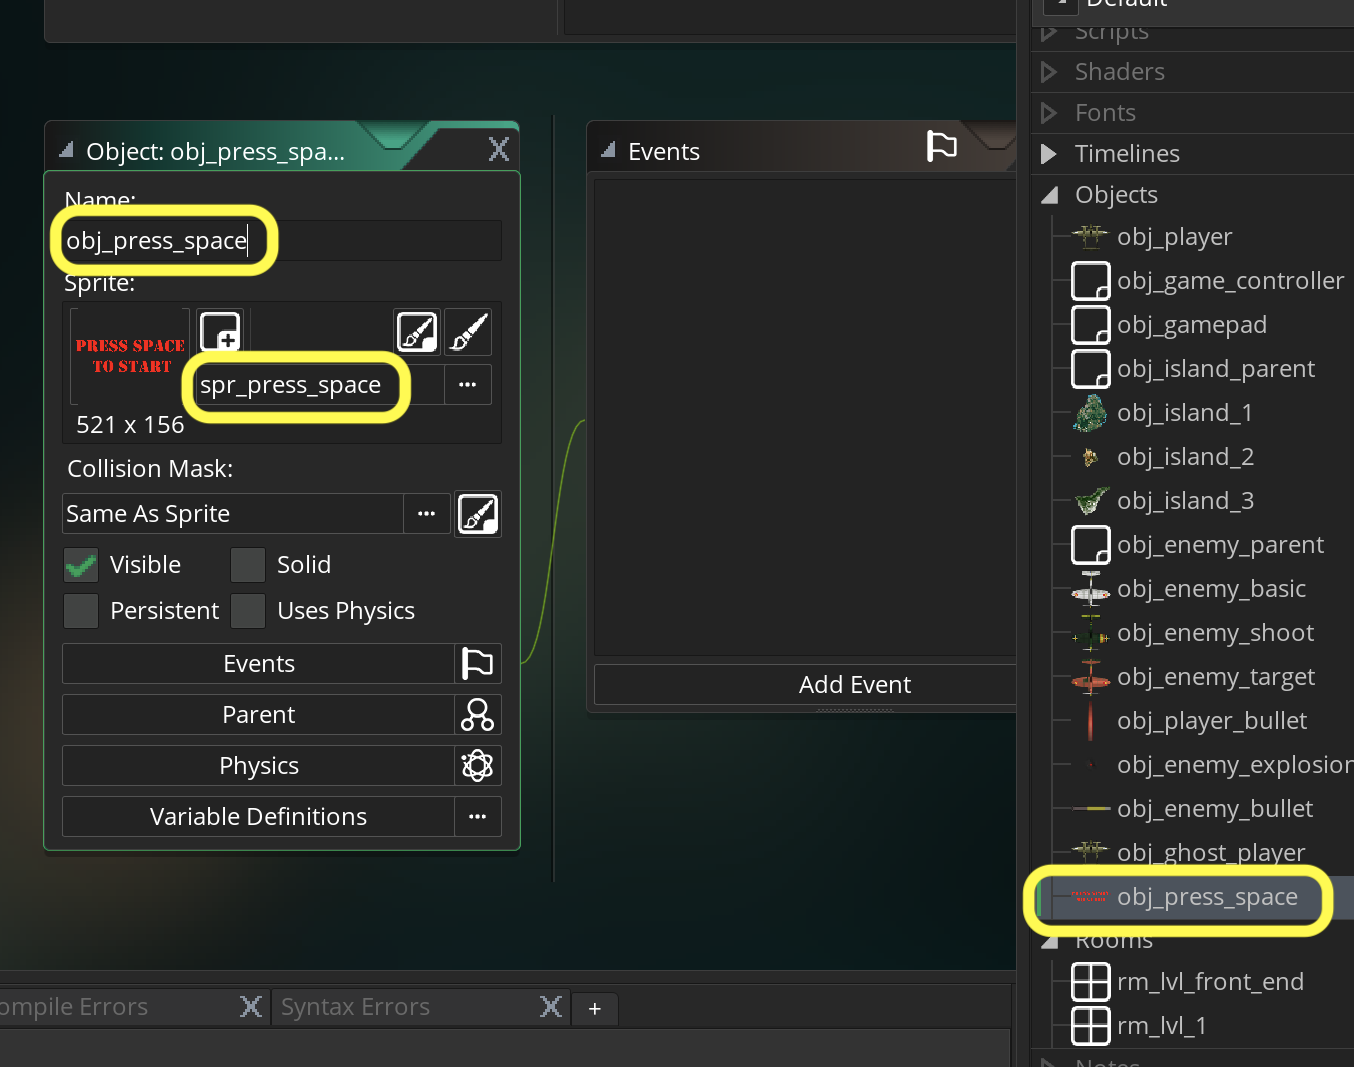 Default
Scripts
Shaders
Fonts
Timelines
Objects
obj_player
obj_game_controller
obj_gamepad
obj_island_parent
obj_island_1
obj_island_2
obj_island_3
obj_enemy_parent
obj_enemy_basic
obj_enemy_shoot
obj_enemy_target
obj_player_bullet
obj_enemy_explosion
obj_enemy_bullet
obj_ghost_player
obj_press_space
Rooms
rm_lvl_front_end
rm_lvl_1
Notes
Object: obj_press_spa...
Name:
obj_press_space
Sprite:
PRESS SPACE
TO START
spr_press_space
...
521 x 156
Collision Mask:
Same As Sprite
...
Visible
Solid
Persistent
Uses Physics
Events
Parent
Physics
Variable Definitions
...
Events
Add Event
ompile Errors
Syntax Errors
+